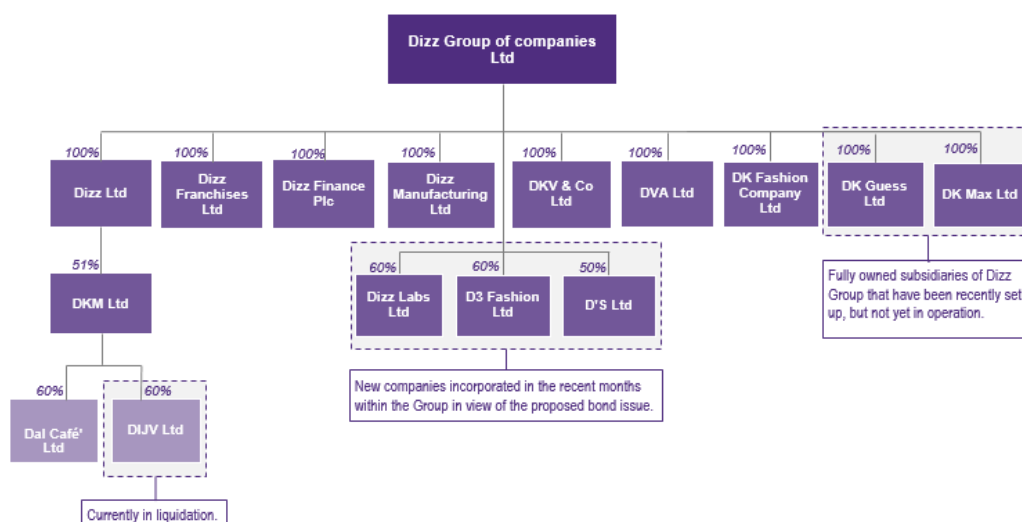 Dizz Group of companies
Ltd
100%
100%
100%
100%
100%
100%
100%
100%
100%
Dizz Ltd
Dizz
Franchises
Ltd
Dizz Finance
Plc
Dizz
Manufacturing
Ltd
DKV & Co Ltd
DVA Ltd
DK Fashion
Company
Ltd
DK Guess
Ltd
DK Max Ltd
51%
DKM Ltd
60%
60%
50%
Dizz Labs
Ltd
D3 Fashion
Ltd
D'S Ltd
Fully owned subsidiaries of Dizz
Group that have been recently set
up, but not yet in operation.
New companies incorporated in the recent months
within the Group in view of the proposed bond issue.
60%
60%
Dal Café'
Ltd
DIJV Ltd
Currently in liquidation.